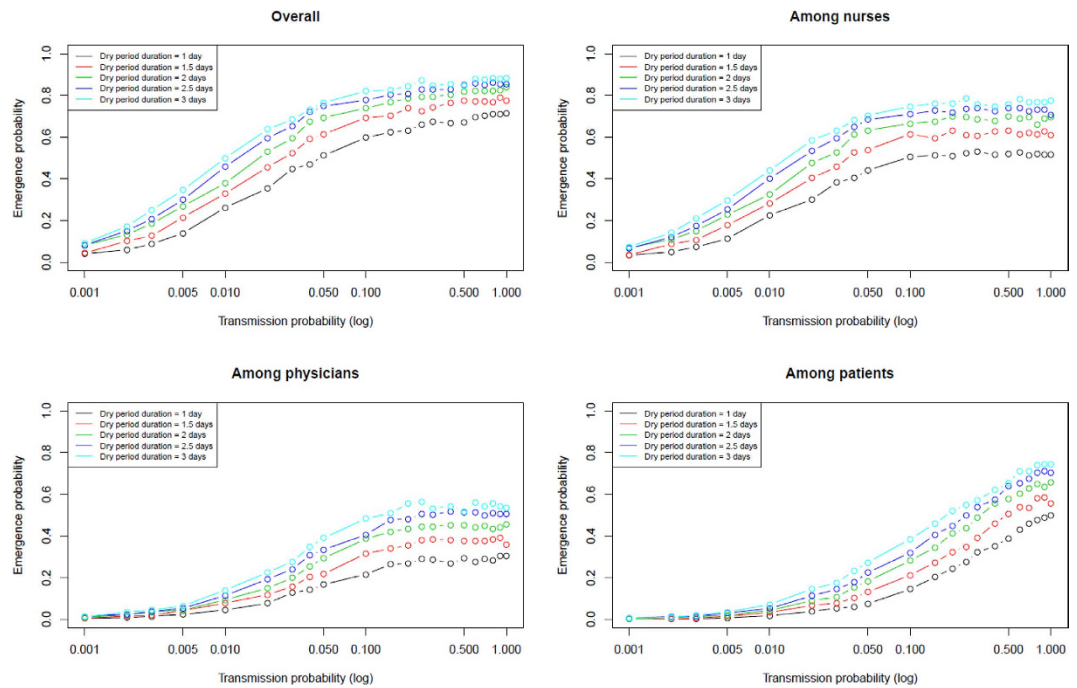 Overall
Emergence probability
1.0
0.8
0.6
0.4
0.2
0.0
Dry period duration = 1 day
Dry period duration = 1.5 days
Dry period duration = 2 days
Dry period duration = 2.5 days
Dry period duration = 3 days
0.001 0.005 0.010 0.050 0.100 0.500 1.000
Transmission probability (log)
Among nurses
Emergence probability
1.0
0.8
0.6
0.4
0.2
0.0
Dry period duration = 1 day
Dry period duration = 1.5 days
Dry period duration = 2 days
Dry period duration = 2.5 days
Dry period duration = 3 days
0.001 0.005 0.010 0.050 0.100 0.500 1.000
Transmission probability (log)
Among physicians
Emergence probability
1.0
0.8
0.6
0.4
0.2
0.0
Dry period duration = 1 day
Dry period duration = 1.5 days
Dry period duration = 2 days
Dry period duration = 2.5 days
Dry period duration = 3 days
0.001 0.005 0.010 0.050 0.100 0.500 1.000
Transmission probability (log)
Among patients
Emergence probability
1.0
0.8
0.6
0.4
0.2
0.0
Dry period duration = 1 day
Dry period duration = 1.5 days
Dry period duration = 2 days
Dry period duration = 2.5 days
Dry period duration = 3 days
0.001 0.005 0.010 0.050 0.100 0.500 1.000
Transmission probability (log)